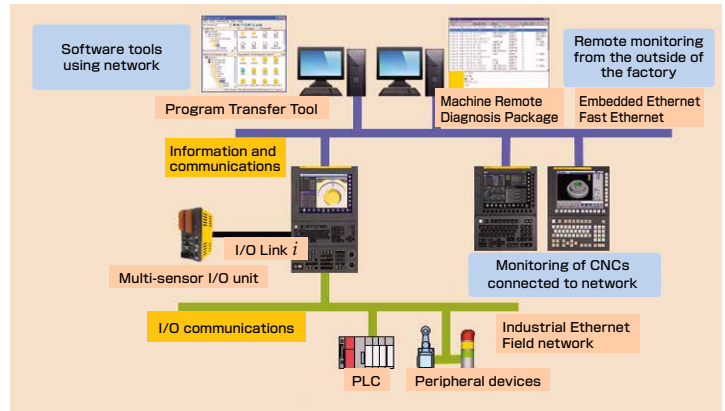 Software tools
using network
Remote monitoring
from the outside of
the factory
Program Transfer Tool
Machine Remote
Diagnosis Package
Embedded Ethernet
Fast Ethernet
Information and
communications
I/O Link i
Multi-sensor I/O unit
Monitoring of CNCs
connected to network
I/O communications
Industrial Ethernet
Field network
PLC
Peripheral devices